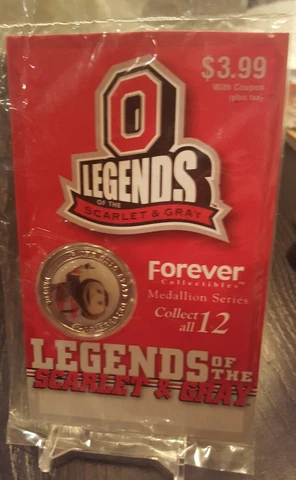 $3.99
With Coupon
(plus tax)
O
LEGENDS
OF THE
SCARLET & GRAY
Forever
Collectibles™
Medallion Series
Collect
all 12
LEGENDS OF THE
SCARLET & GRAY